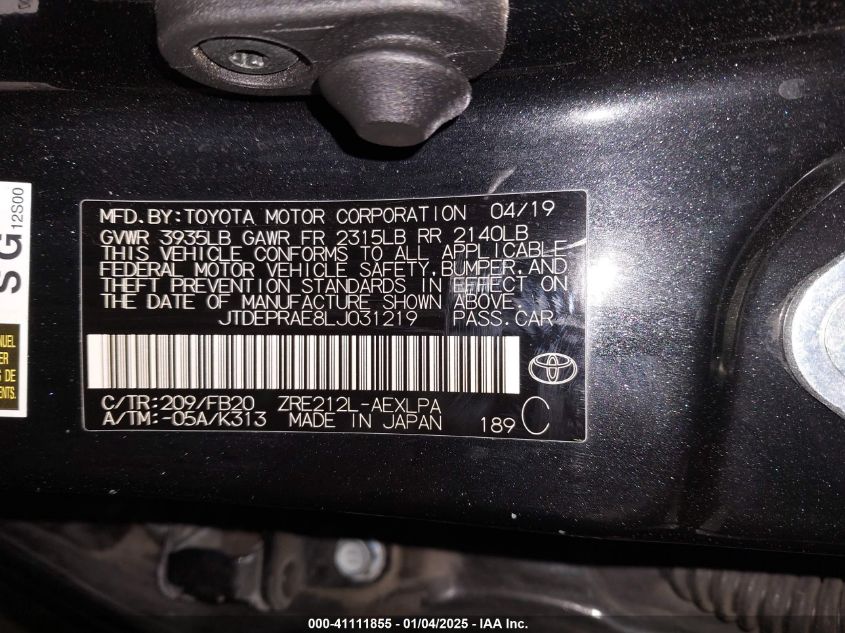 MFD. BY: TOYOTA MOTOR CORPORATION 04/19
GVWR 3935LB GAWR FR 2315LB RR 2140LB
THIS VEHICLE CONFORMS TO ALL APPLICABLE
FEDERAL MOTOR VEHICLE SAFETY, BUMPER, AND
THEFT PREVENTION STANDARDS IN EFFECT ON
THE DATE OF MANUFACTURE SHOWN ABOVE.
JTDEPRAE8LJ031219 PASS. CAR
C/TR: 209/FB20 ZRE212L-AEXLPA
A/TM: -05A/K313 MADE IN JAPAN 189 C
SG
12S00
000-41111855 - 01/04/2025 - IAA Inc.